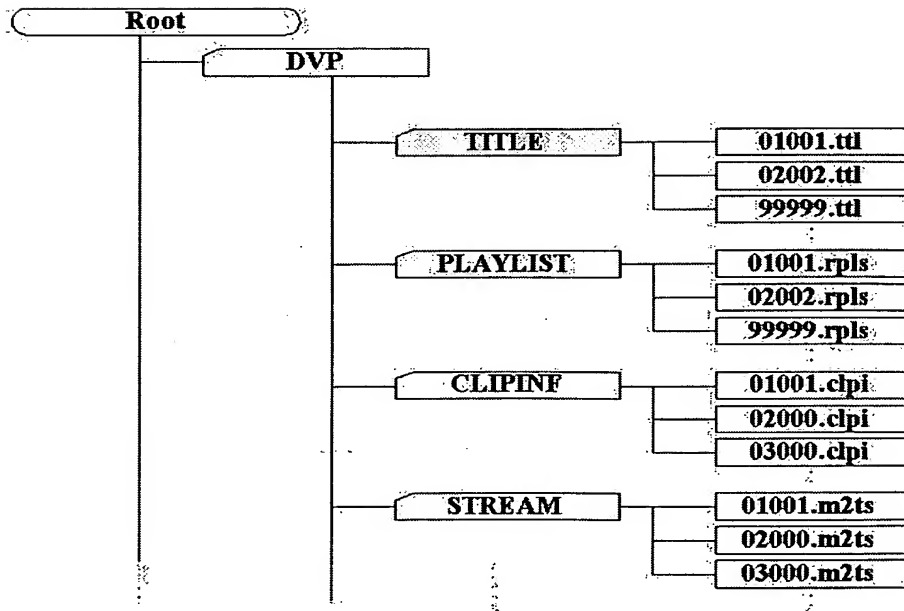 Root
DVP
TITLE
01001.ttl
02002.ttl
99999.ttl
PLAYLIST
01001.rpls
02002.rpls
99999.rpls
CLIPINF
01001.clpi
02000.clpi
03000.clpi
STREAM
01001.m2ts
02000.m2ts
03000.m2ts